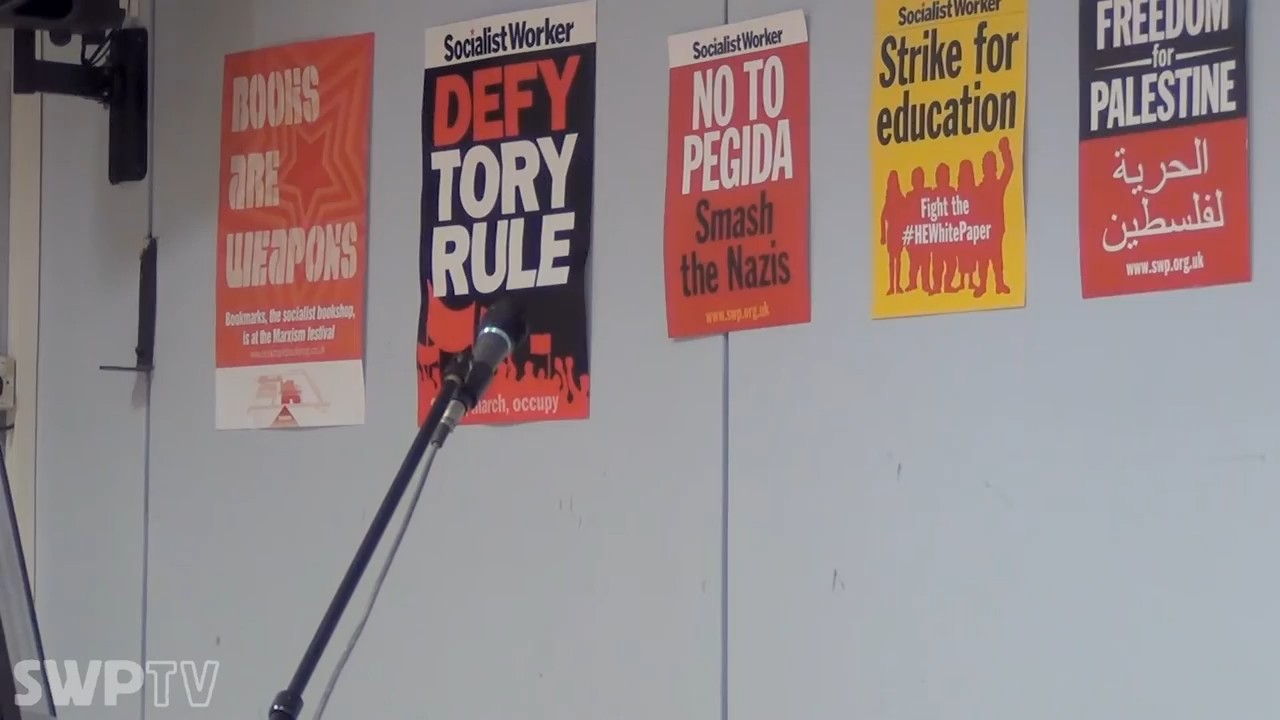 BOOKS
ARE
WEAPONS
Bookmarks, the socialist bookshop,
is at the Marxism festival
Socialist Worker
DEFY
TORY
RULE
march, occupy
Socialist Worker
NO TO
PEGIDA
Smash
the Nazis
www.swp.org.uk
Socialist Worker
Strike for
education
Fight the
#HEWhitePaper
FREEDOM
for
PALESTINE
الحرية
لفلسطين
www.swp.org.uk
SWPTV